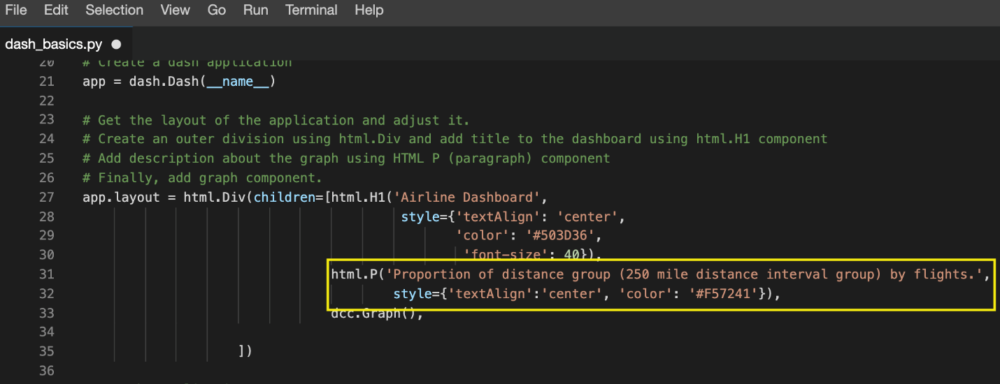 File Edit Selection View Go Run Terminal Help
dash_basics.py
20 # Create a dash application
21 app = dash.Dash(__name__)
22
23 # Get the layout of the application and adjust it.
24 # Create an outer division using html.Div and add title to the dashboard using html.H1 component
25 # Add description about the graph using HTML P (paragraph) component
26 # Finally, add graph component.
27 app.layout = html.Div(children=[html.H1('Airline Dashboard',
28 style={'textAlign': 'center',
29 'color': '#503D36',
30 'font-size': 40}),
31 html.P('Proportion of distance group (250 mile distance interval group) by flights.',
32 style={'textAlign':'center', 'color': '#F57241'}),
33 dcc.Graph(),
34
35 ])
36